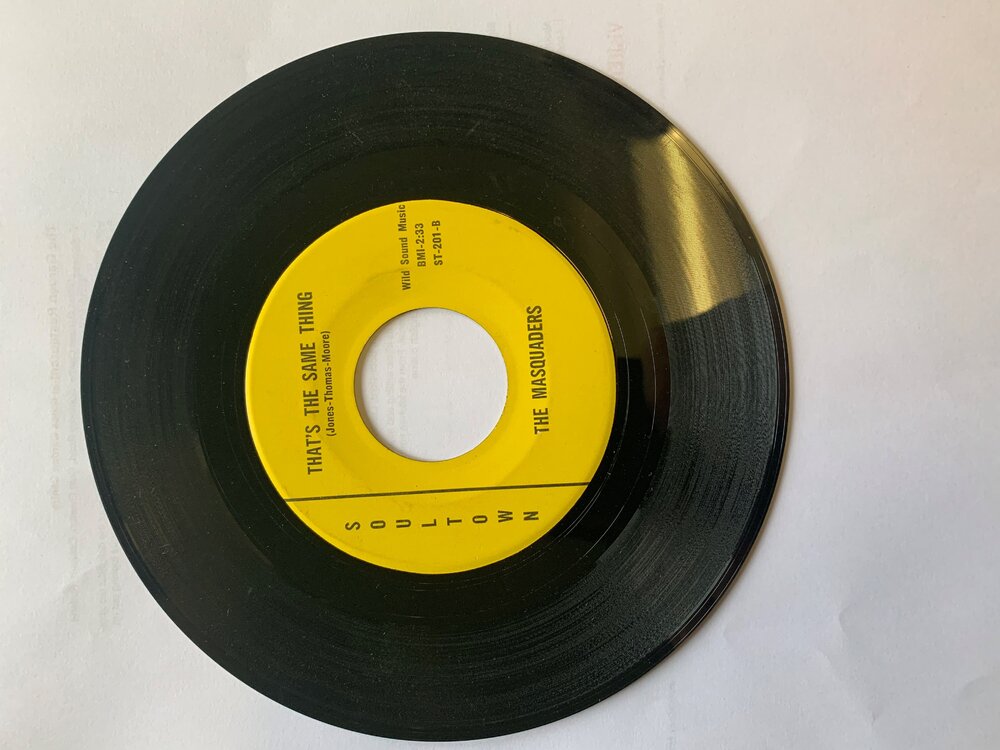 SOULTOWN
THAT'S THE SAME THING
(Jones-Thomas-Moore)
Wild Sound Music
BMI-2:33
ST-201-B
THE MASQUADERS